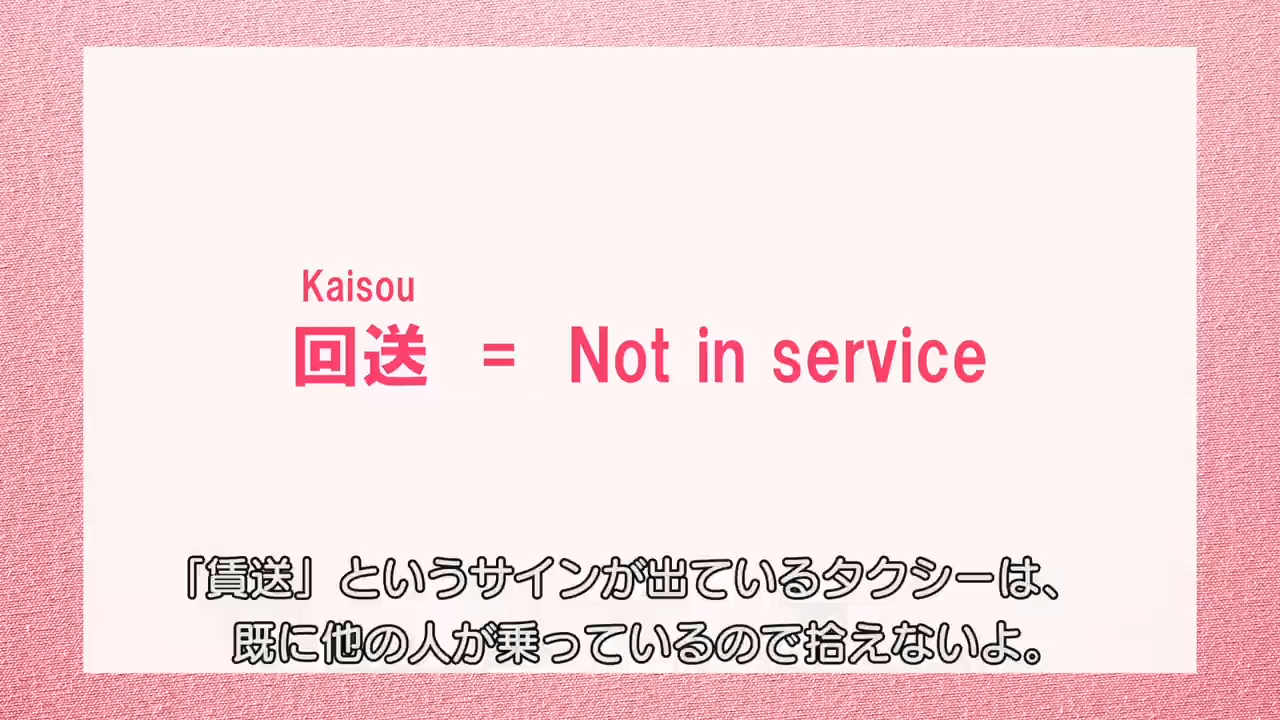 Kaisou
回送 = Not in service
「賃送」というサインが出ているタクシーは、
既に他の人が乗っているので拾えないよ。